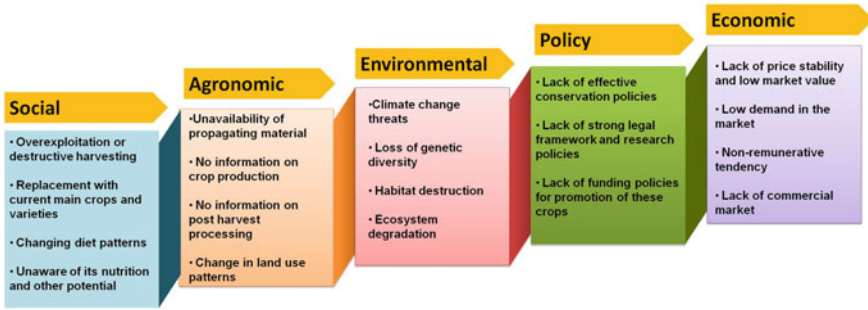 Social
• Overexploitation or
destructive harvesting
• Replacement with
current main crops and
varieties
• Changing diet patterns
• Unaware of its nutrition
and other potential
Agronomic
•Unavailability of
propagating material
• No information on
crop production
• No information on
post harvest
processing
• Change in land use
patterns
Environmental
•Climate change
threats
• Loss of genetic
diversity
• Habitat destruction
• Ecosystem
degradation
Policy
• Lack of effective
conservation policies
• Lack of strong legal
framework and research
policies
• Lack of funding policies
for promotion of these
crops
Economic
• Lack of price stability
and low market value
• Low demand in the
market
• Non-remunerative
tendency
• Lack of commercial
market